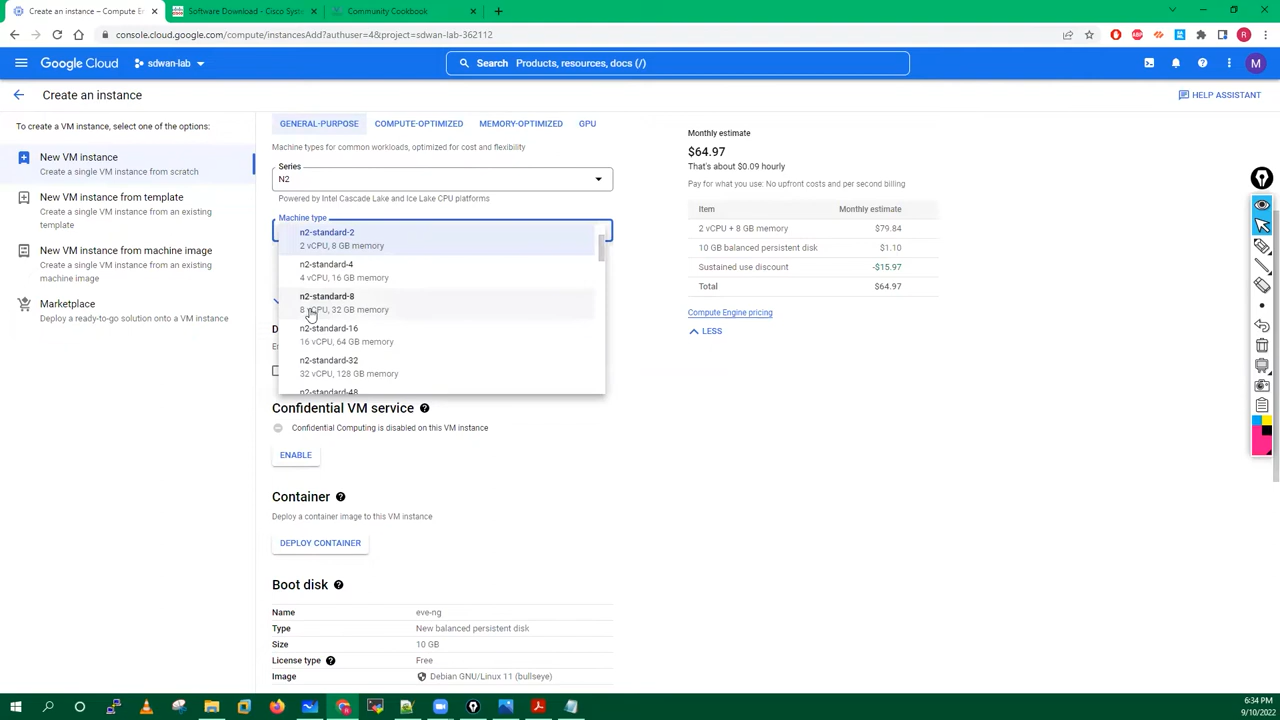 Create an instance – Compute E
Software Download - Cisco Syste
Community Cookbook
console.cloud.google.com/compute/instancesAdd?authuser=4&project=sdwan-lab-362112
R
Google Cloud
sdwan-lab
Search Products, resources, docs (/)
M
Create an instance
HELP ASSISTANT
To create a VM instance, select one of the options:
New VM instance
Create a single VM instance from scratch
New VM instance from template
Create a single VM instance from an existing
template
New VM instance from machine image
Create a single VM instance from an existing
machine image
Marketplace
Deploy a ready-to-go solution onto a VM instance
GENERAL-PURPOSE
COMPUTE-OPTIMIZED
MEMORY-OPTIMIZED
GPU
Machine types for common workloads, optimized for cost and flexibility
Series
N2
Powered by Intel Cascade Lake and Ice Lake CPU platforms
Machine type
n2-standard-2
2 vCPU, 8 GB memory
n2-standard-4
4 vCPU, 16 GB memory
n2-standard-8
8 vCPU, 32 GB memory
n2-standard-16
16 vCPU, 64 GB memory
n2-standard-32
32 vCPU, 128 GB memory
n2-standard-48
Confidential VM service
Confidential Computing is disabled on this VM instance
ENABLE
Container
Deploy a container image to this VM instance
DEPLOY CONTAINER
Boot disk
Name eve-ng
Type New balanced persistent disk
Size 10 GB
License type Free
Image Debian GNU/Linux 11 (bullseye)
Monthly estimate
$64.97
That's about $0.09 hourly
Pay for what you use: No upfront costs and per second billing
Item Monthly estimate
2 vCPU + 8 GB memory $79.84
10 GB balanced persistent disk $1.10
Sustained use discount -$15.97
Total $64.97
Compute Engine pricing
LESS
6:34 PM
9/10/2022